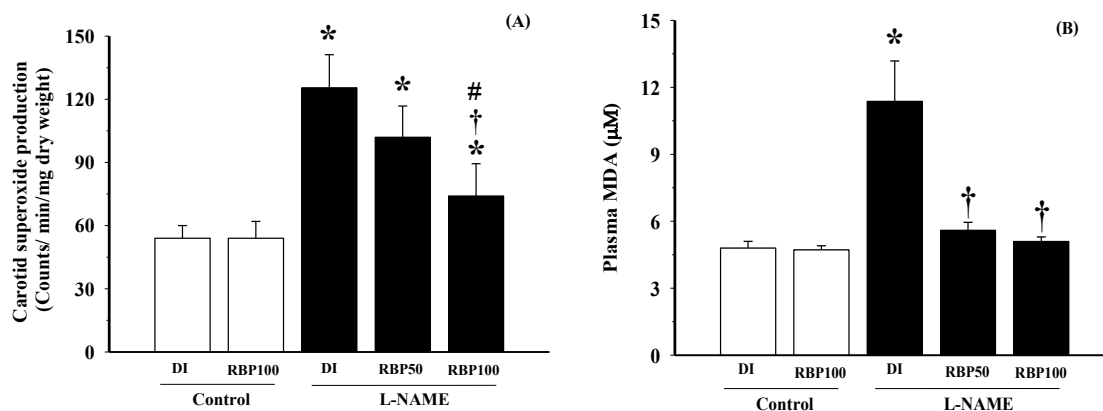 (A)
Carotid superoxide production
(Counts/ min/mg dry weight)
150
120
90
60
30
0
*
*
#
†
*
DI
RBP100
DI
RBP50
RBP100
Control
L-NAME
(B)
Plasma MDA (μM)
15
12
9
6
3
0
*
†
†
DI
RBP100
DI
RBP50
RBP100
Control
L-NAME